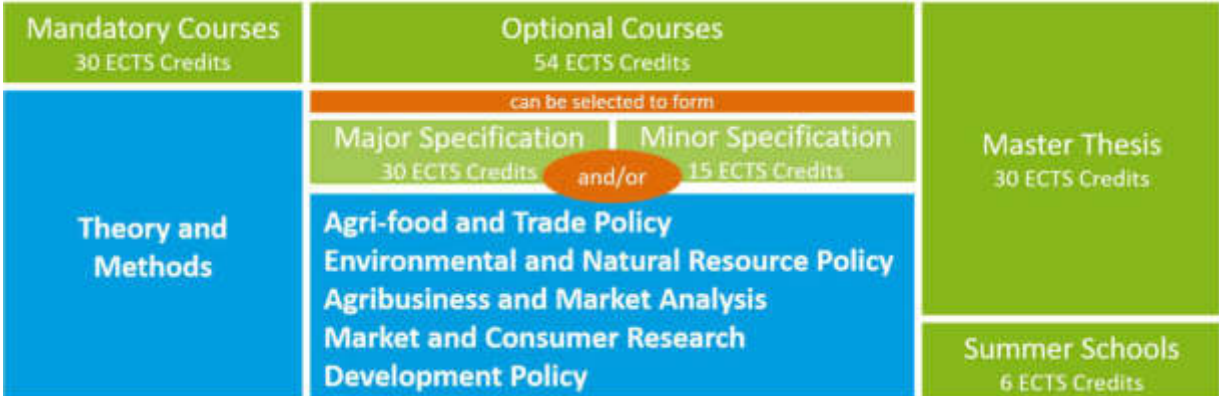 Mandatory Courses
30 ECTS Credits
Theory and
Methods
Optional Courses
54 ECTS Credits
can be selected to form
Major Specification
30 ECTS Credits
and/or
Minor Specification
15 ECTS Credits
Agri-food and Trade Policy
Environmental and Natural Resource Policy
Agribusiness and Market Analysis
Market and Consumer Research
Development Policy
Master Thesis
30 ECTS Credits
Summer Schools
6 ECTS Credits